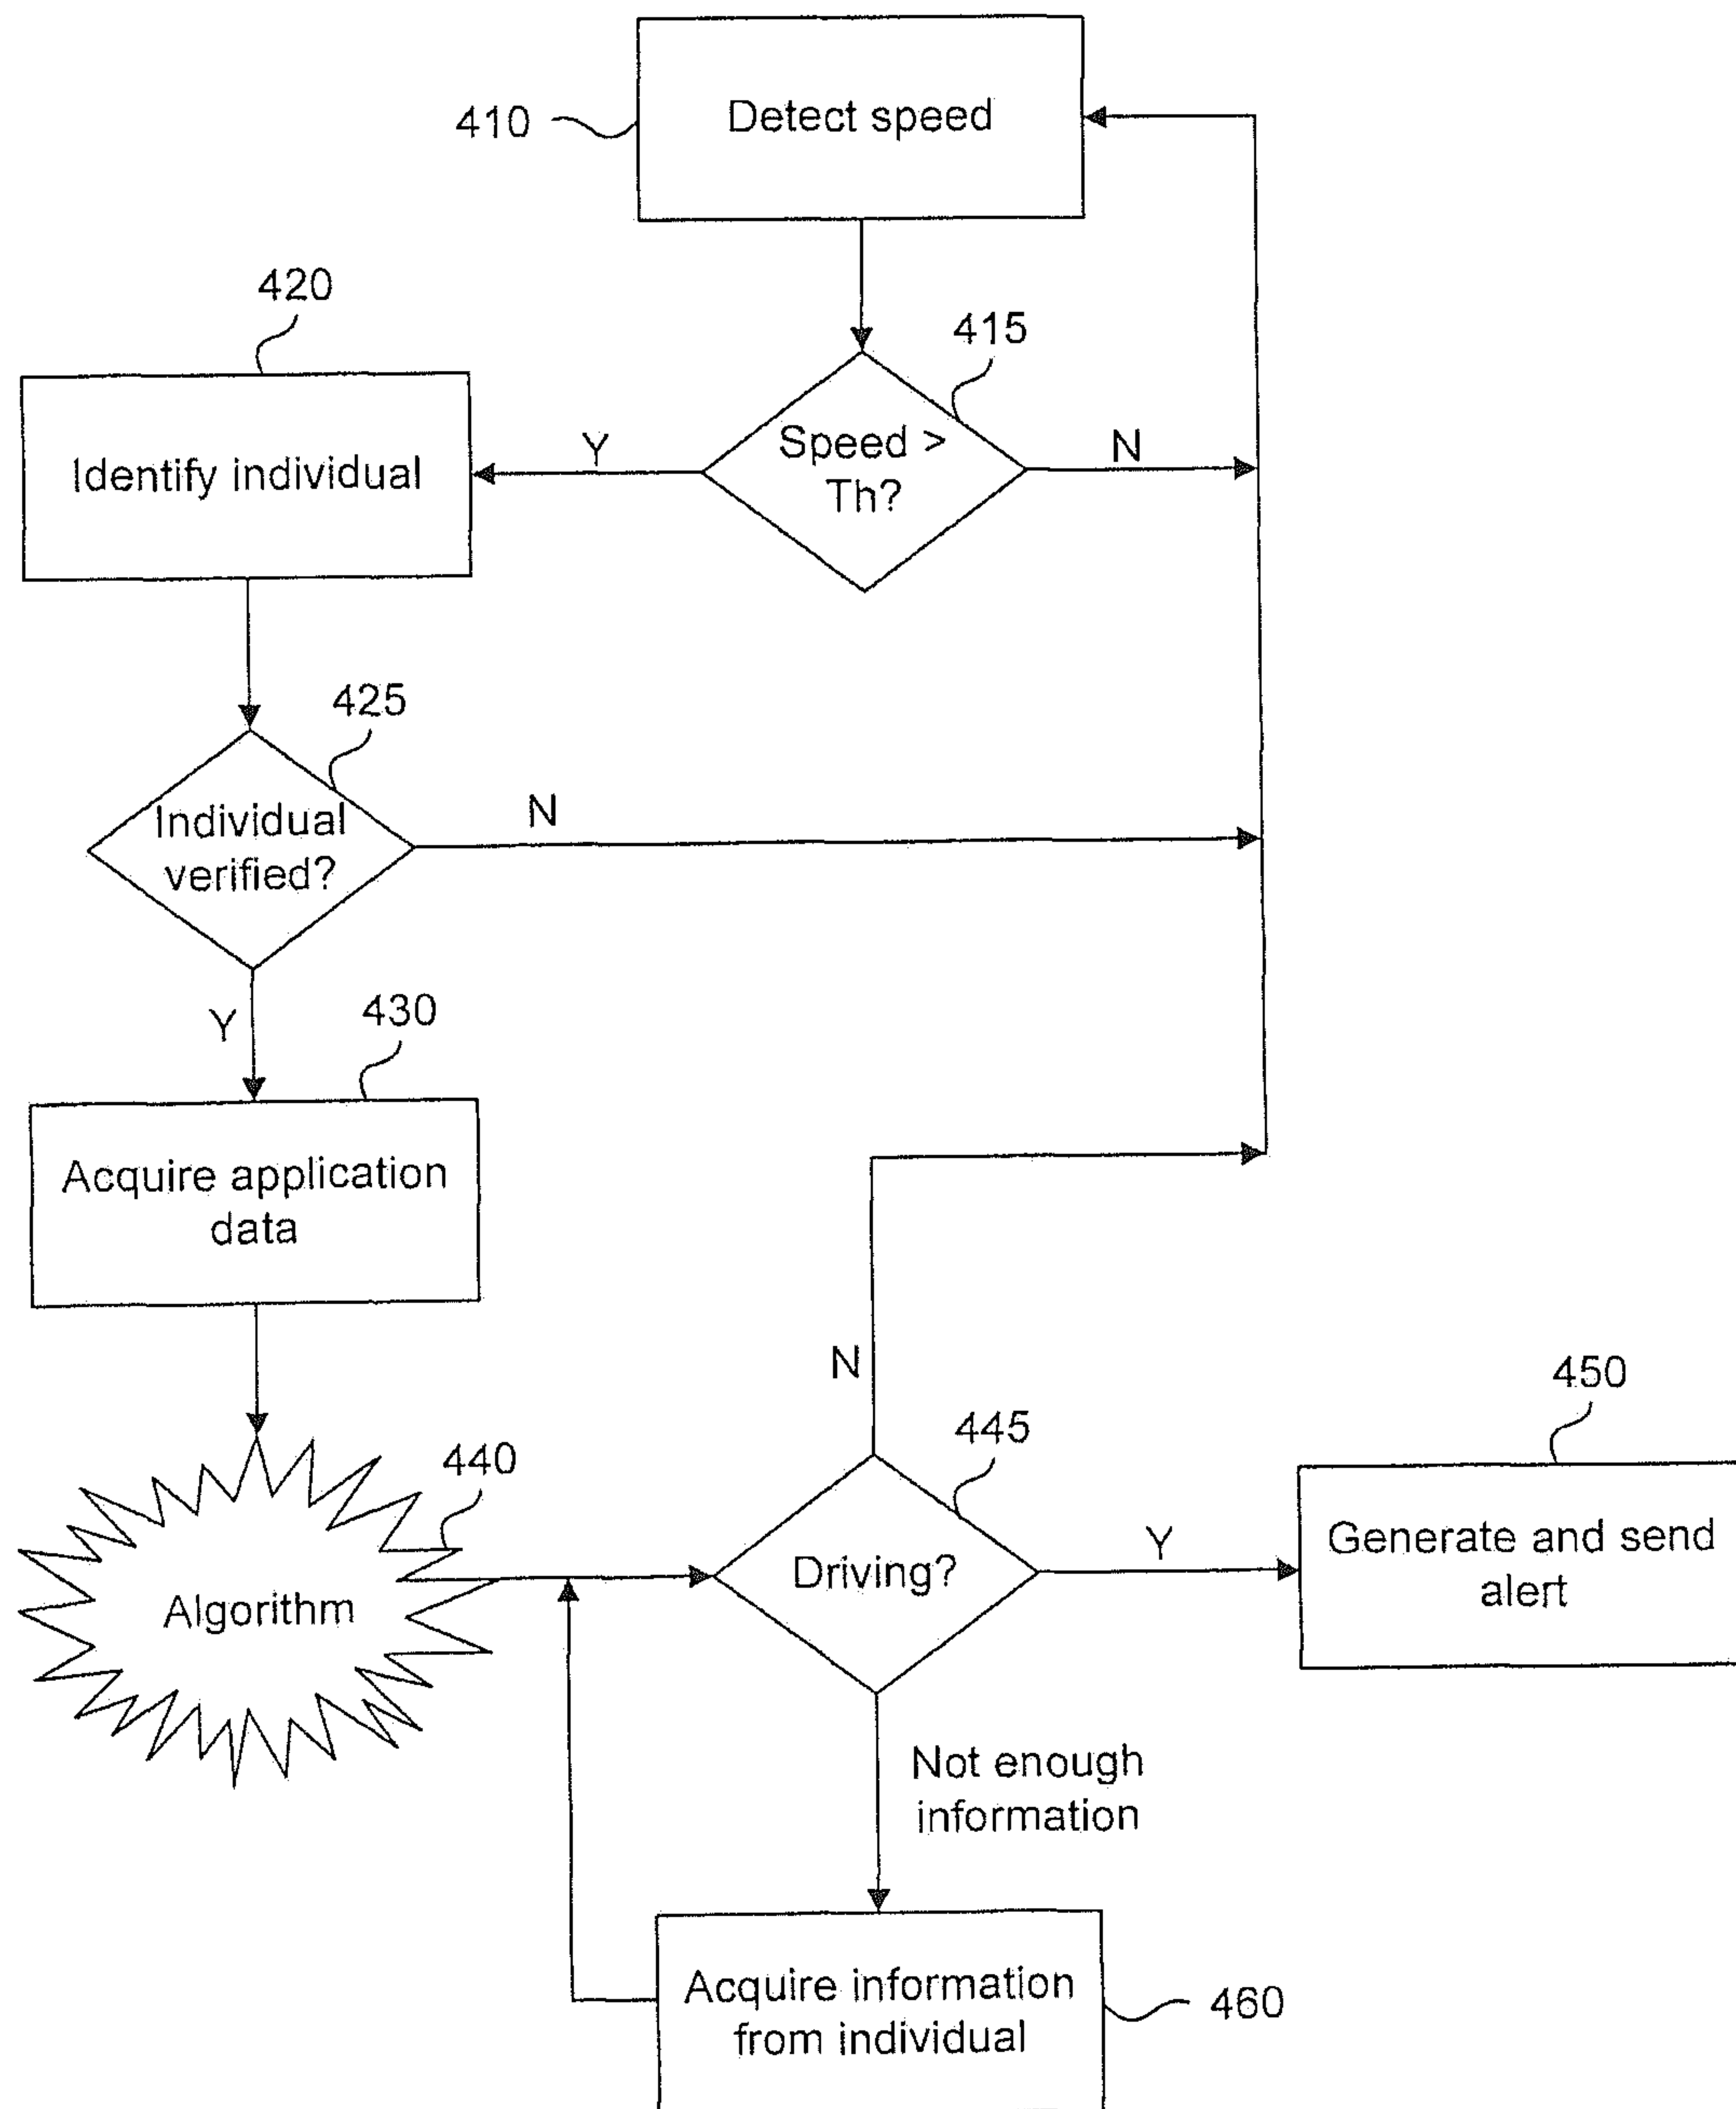 Detect speed
410
420
415
Identify individual
Y
Speed >
Th?
N
425
Individual
verified?
N
Y
430
Acquire application
data
N
450
440
445
Algorithm
Driving?
Y
Generate and send
alert
Not enough
information
Acquire information
from individual
460